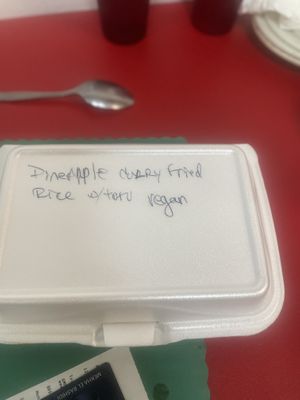 Pineapple curry fried
Rice w/tofu vegan